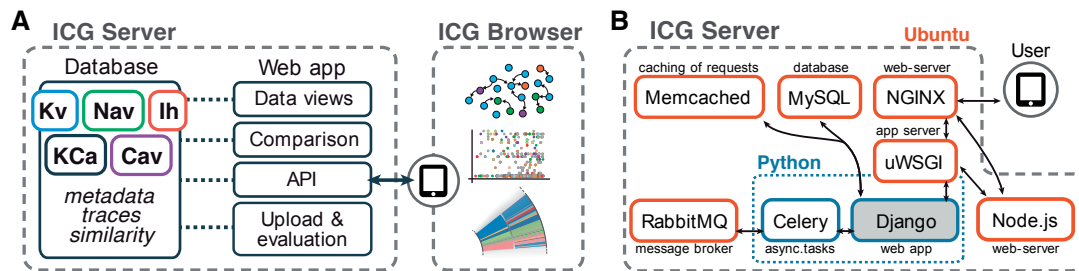 A
ICG Server
Database
Kv
Nav
Ih
KCa
Cav
metadata
traces
similarity
Web app
Data views
Comparison
API
Upload &
evaluation
ICG Browser
B
ICG Server
Ubuntu
User
caching of requests
Memcached
database
MySQL
web-server
NGINX
app server
uWSGI
Python
RabbitMQ
message broker
Celery
async.tasks
Django
web app
Node.js
web-server